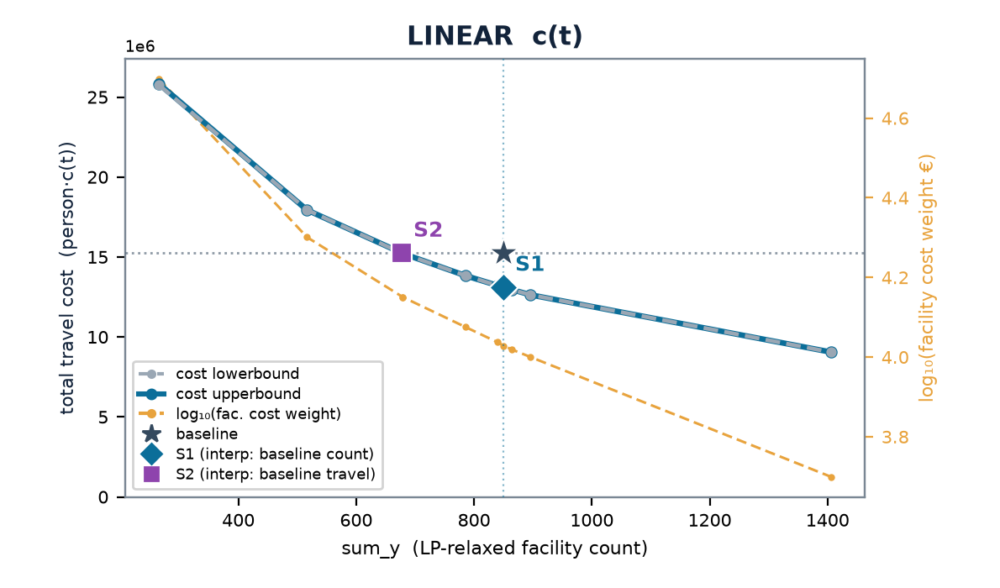 LINEAR c(t)
1e6
25
20
15
10
5
0
total travel cost (person·c(t))
4.6
4.4
4.2
4.0
3.8
log₁₀(facility cost weight €)
S2
S1
cost lowerbound
cost upperbound
log₁₀(fac. cost weight)
baseline
S1 (interp: baseline count)
S2 (interp: baseline travel)
400
600
800
1000
1200
1400
sum_y (LP-relaxed facility count)